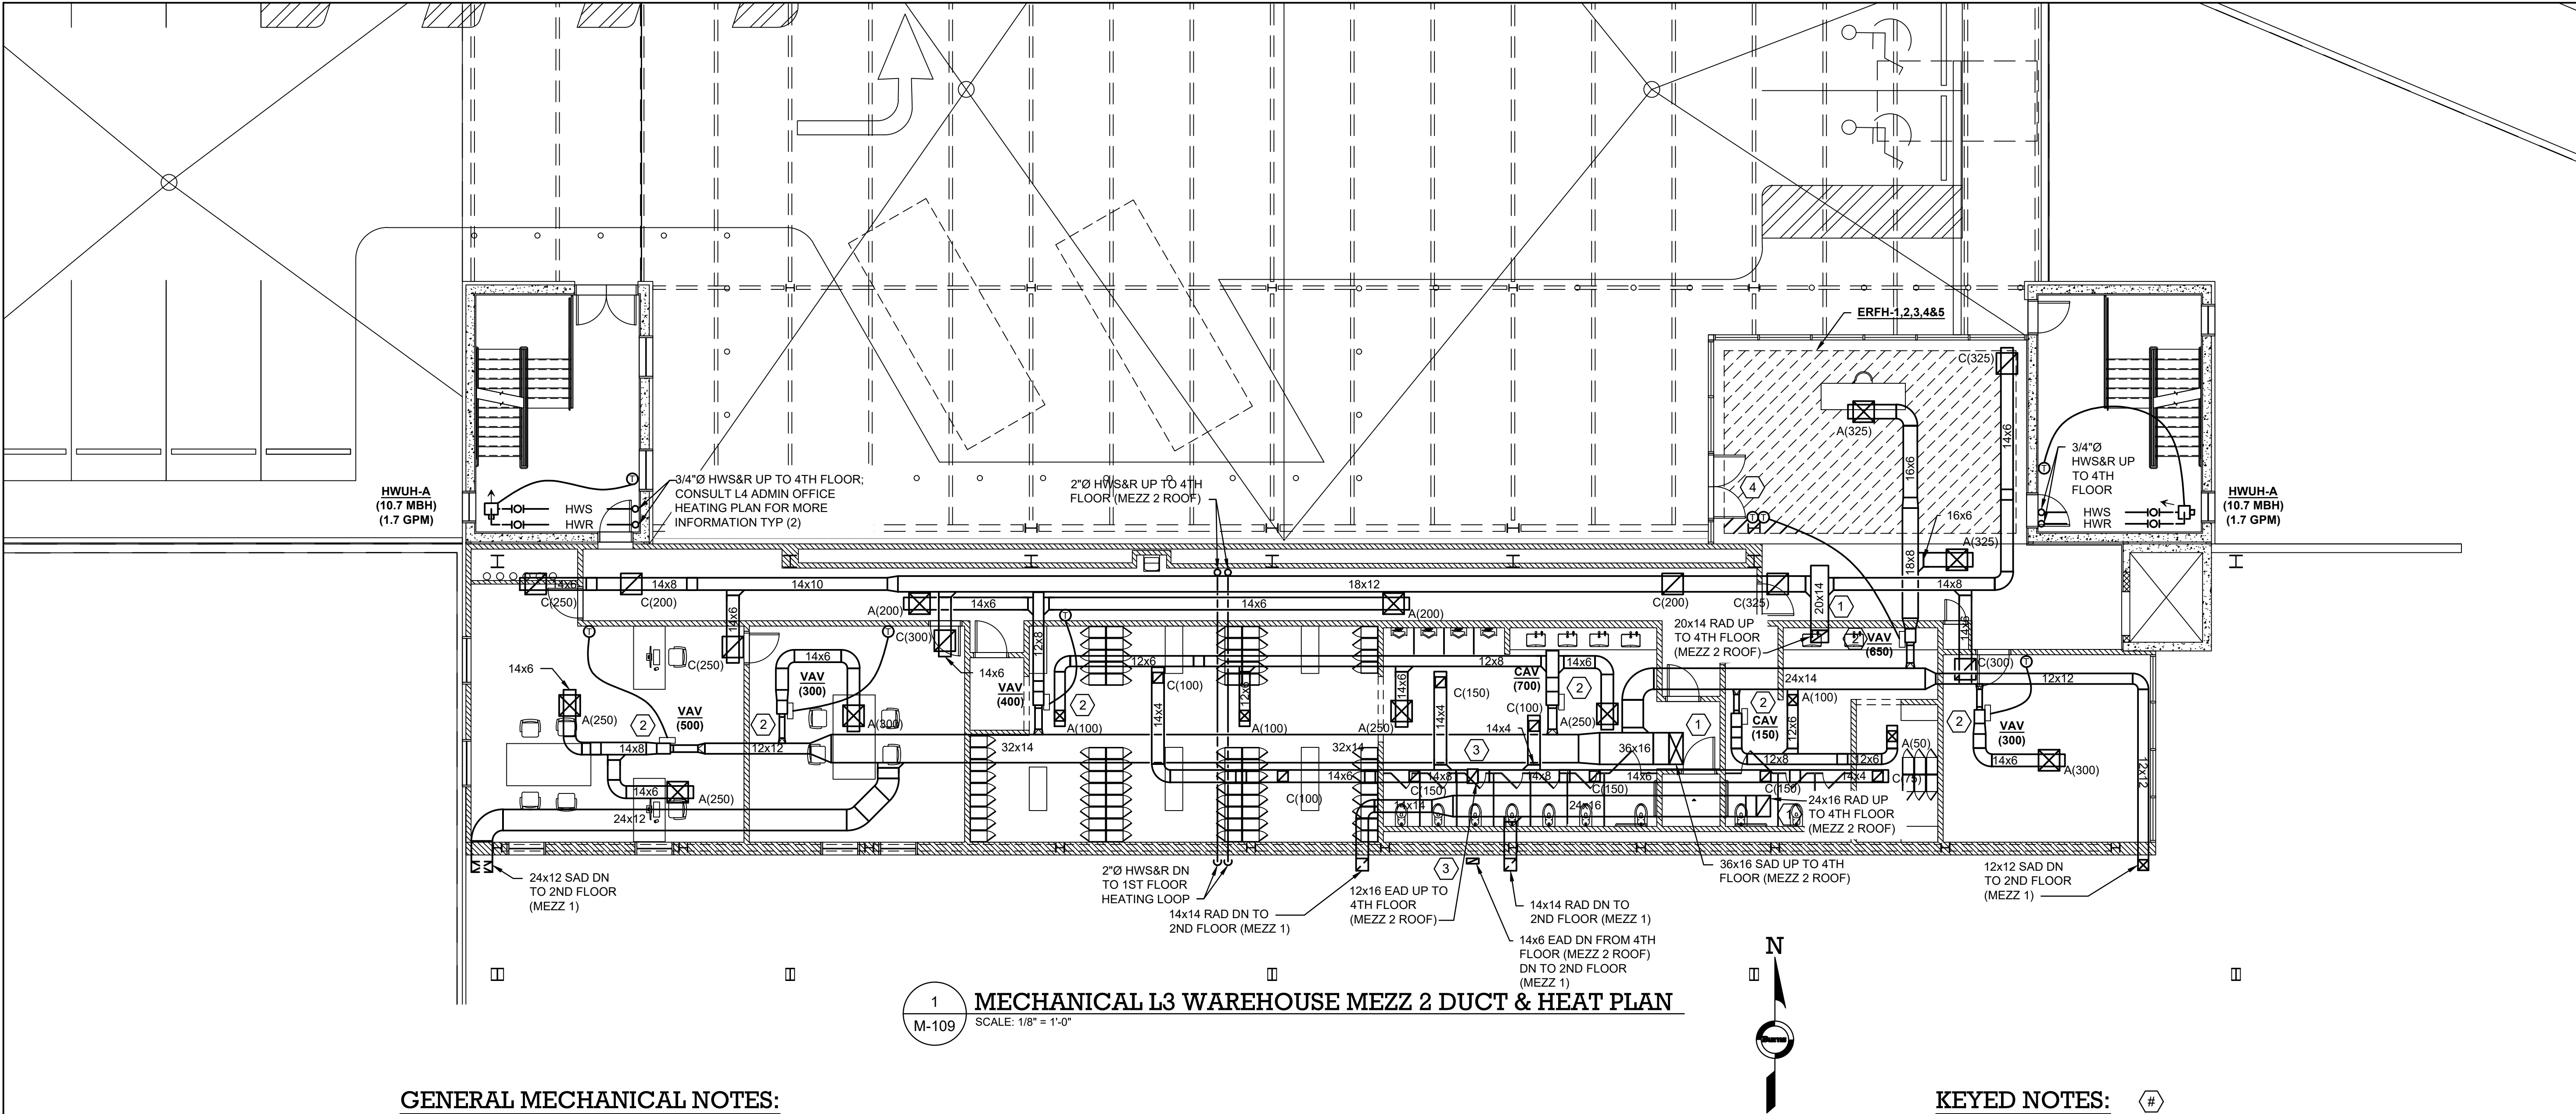 ERFH-1,2,3,4&5
C(325)
A(325)
14x6
16x6
3/4"Ø
HWS&R UP
TO 4TH
FLOOR
HWUH-A
(10.7 MBH)
(1.7 GPM)
HWS
HWR
T
3/4"Ø HWS&R UP TO 4TH FLOOR;
CONSULT L4 ADMIN OFFICE
HEATING PLAN FOR MORE
INFORMATION TYP (2)
2"Ø HWS&R UP TO 4TH
FLOOR (MEZZ 2 ROOF)
4
T T
16x6
A(325)
18x8
T
HWS
HWR
HWUH-A
(10.7 MBH)
(1.7 GPM)
14x6
C(250)
14x8
C(200)
14x10
14x6
18x12
C(200)
C(325)
20x14
1
14x8
14x6
A(200)
14x6
14x6
A(200)
12x8
T
T
T
C(300)
14x6
20x14 RAD UP
TO 4TH FLOOR
(MEZZ 2 ROOF)
2
VAV
(650)
C(300)
T
C(250)
14x6
14x6
VAV
(300)
VAV
(400)
12x6
C(100)
12x6
12x8
14x6
CAV
(700)
2
24x14
12x12
A(250)
2
VAV
(500)
2
A(300)
2
A(100)
14x4
A(100)
14x6
A(250)
C(150)
14x4
C(100)
14x4
A(250)
1
2
CAV
(150)
A(100)
12x6
A(50)
2
VAV
(300)
14x8
12x12
32x14
32x14
3
36x16
12x8
12x6
14x6
A(300)
12x12
14x6
A(250)
24x12
C(100)
14x6
14x8
C(150)
14x8
C(150)
14x6
C(150)
14x4
C(75)
14x14
24x16
24x16 RAD UP
TO 4TH FLOOR
(MEZZ 2 ROOF)
24x12 SAD DN
TO 2ND FLOOR
(MEZZ 1)
2"Ø HWS&R DN
TO 1ST FLOOR
HEATING LOOP
14x14 RAD DN TO
2ND FLOOR (MEZZ 1)
3
12x16 EAD UP TO
4TH FLOOR
(MEZZ 2 ROOF)
14x14 RAD DN TO
2ND FLOOR (MEZZ 1)
14x6 EAD DN FROM 4TH
FLOOR (MEZZ 2 ROOF)
DN TO 2ND FLOOR
(MEZZ 1)
36x16 SAD UP TO 4TH
FLOOR (MEZZ 2 ROOF)
12x12 SAD DN
TO 2ND FLOOR
(MEZZ 1)
N
1
M-109
MECHANICAL L3 WAREHOUSE MEZZ 2 DUCT & HEAT PLAN
SCALE: 1/8" = 1'-0"
GENERAL MECHANICAL NOTES:
KEYED NOTES: #